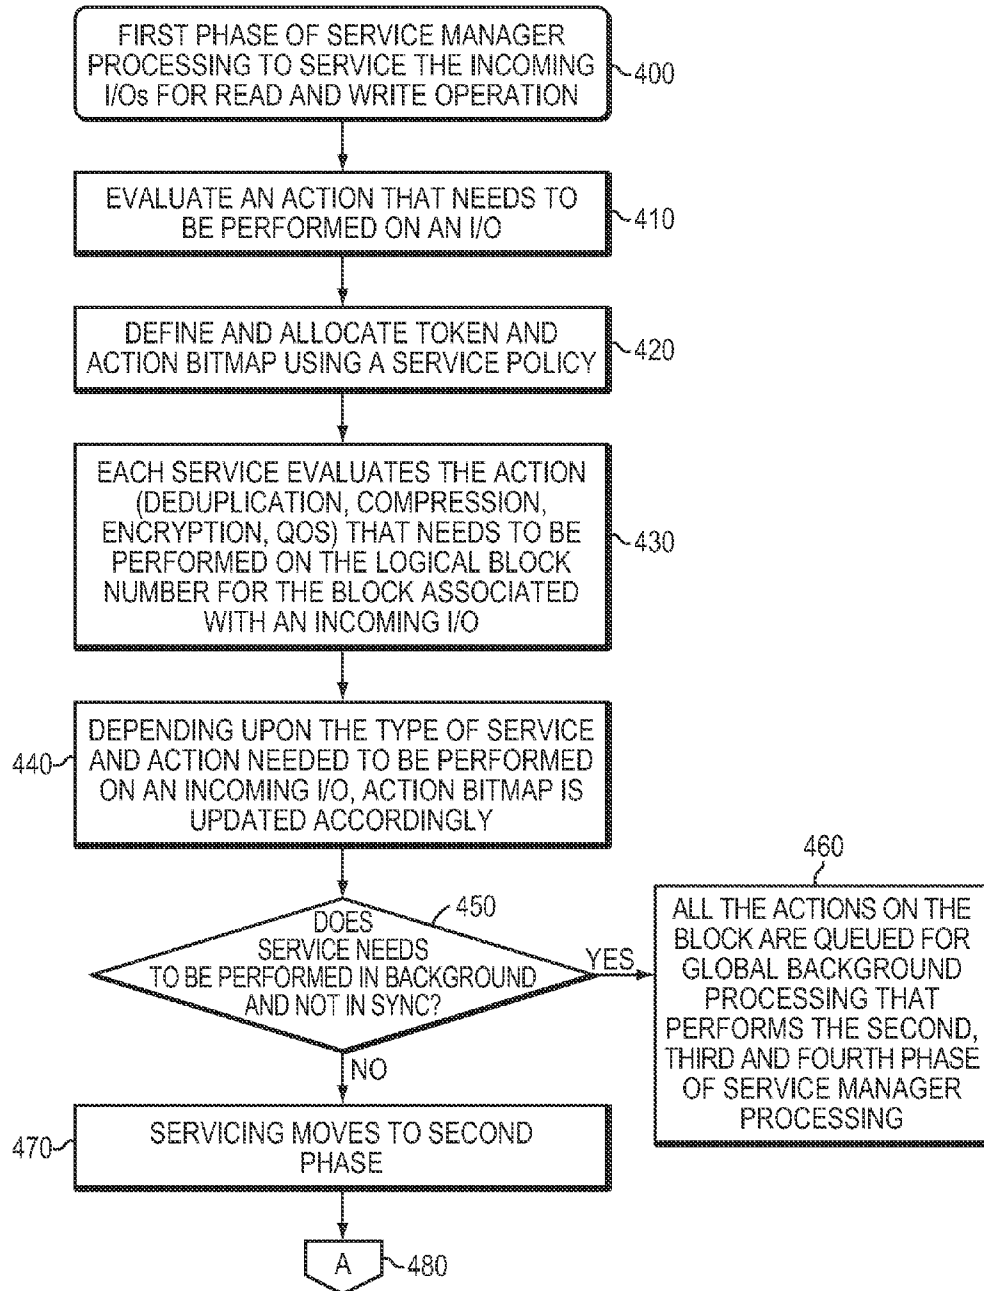 FIRST PHASE OF SERVICE MANAGER
PROCESSING TO SERVICE THE INCOMING
I/Os FOR READ AND WRITE OPERATION
400
EVALUATE AN ACTION THAT NEEDS TO
BE PERFORMED ON AN I/O
410
DEFINE AND ALLOCATE TOKEN AND
ACTION BITMAP USING A SERVICE POLICY
420
EACH SERVICE EVALUATES THE ACTION
(DEDUPLICATION, COMPRESSION,
ENCRYPTION, QOS) THAT NEEDS TO BE
PERFORMED ON THE LOGICAL BLOCK
NUMBER FOR THE BLOCK ASSOCIATED
WITH AN INCOMING I/O
430
DEPENDING UPON THE TYPE OF SERVICE
AND ACTION NEEDED TO BE PERFORMED
ON AN INCOMING I/O, ACTION BITMAP IS
UPDATED ACCORDINGLY
440
DOES
SERVICE NEEDS
TO BE PERFORMED IN BACKGROUND
AND NOT IN SYNC?
450
YES
460
ALL THE ACTIONS ON THE
BLOCK ARE QUEUED FOR
GLOBAL BACKGROUND
PROCESSING THAT
PERFORMS THE SECOND,
THIRD AND FOURTH PHASE
OF SERVICE MANAGER
PROCESSING
NO
SERVICING MOVES TO SECOND
PHASE
470
A
480